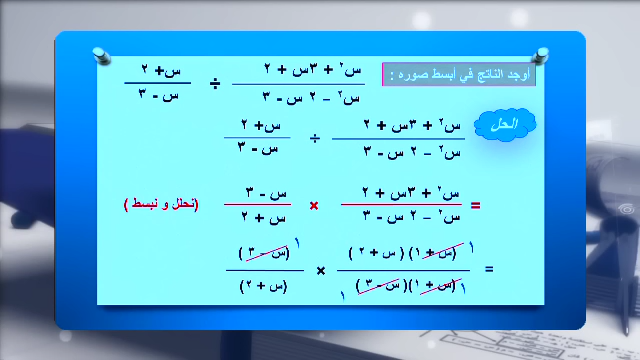 أوجد الناتج في أبسط صوره :
س٢ + ٣س + ٢ / س٢ – ٢ س - ٣ ÷ س+ ٢ / س - ٣
الحل
س٢ + ٣س + ٢ / س٢ – ٢ س - ٣ ÷ س+ ٢ / س - ٣
= س٢ + ٣س + ٢ / س٢ – ٢ س - ٣ × س - ٣ / س + ٢ (نحلل و نبسط )
= (س + ١) ( س + ٢ ) / (س + ١)( س - ٣ ) × (س - ٣ ) / (س + ٢) ١ ١ ١ ١